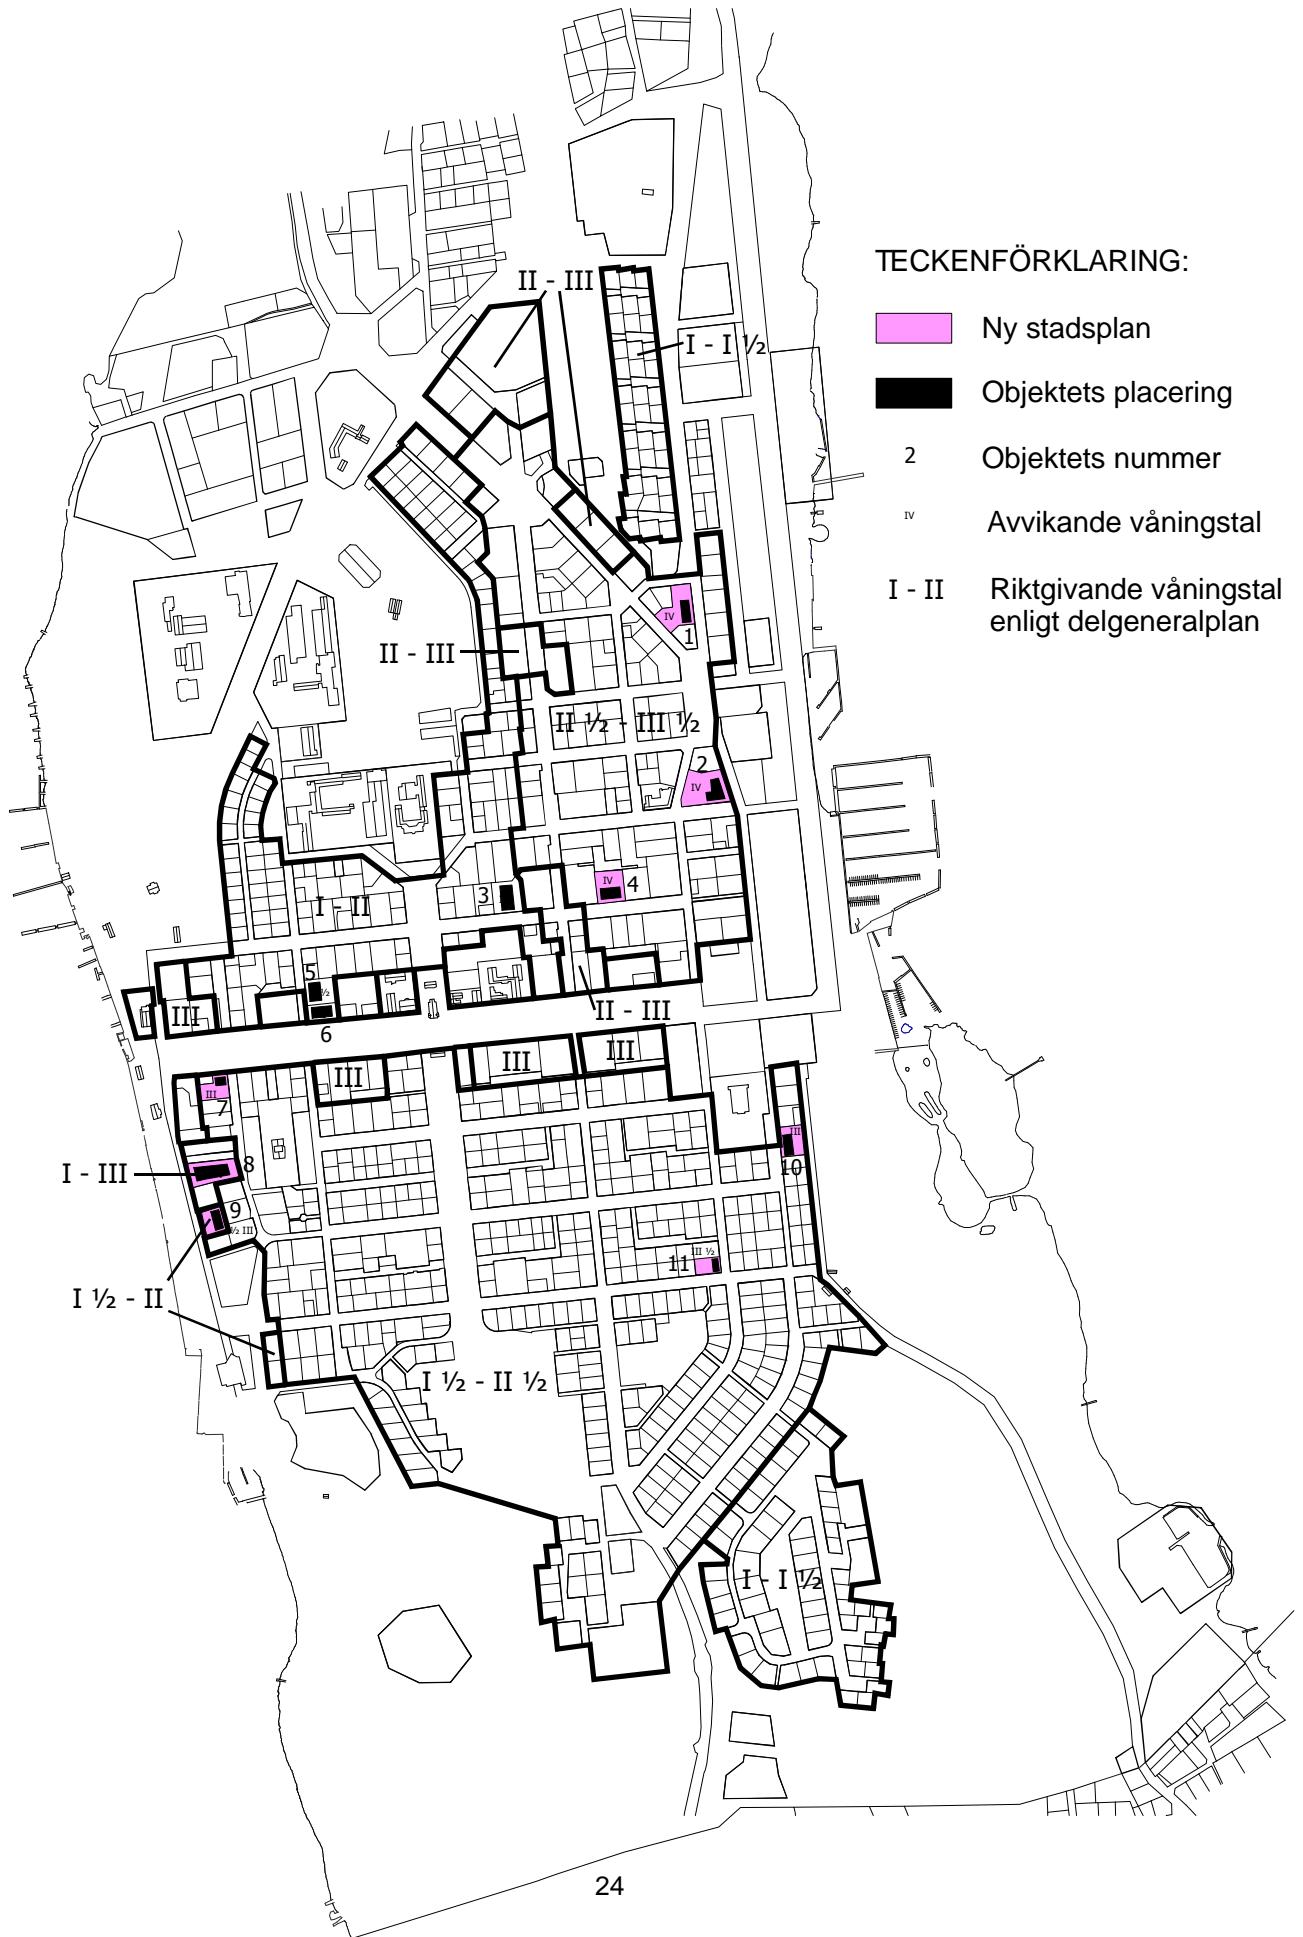 TECKENFÖRKLARING:
Ny stadsplan
Objektets placering
2 Objektets nummer
IV Avvikande våningstal
I - II Riktgivande våningstal
enligt delgeneralplan
II - III
I - I ½
IV
1
II - III
II ½ - III ½
2
IV
3
IV
4
I - II
5
½
6
III
II - III
III
III
III
III
7
III
10
I - III
8
9
½ III
III ½
11
I ½ - II
I ½ - II ½
I - I ½
24